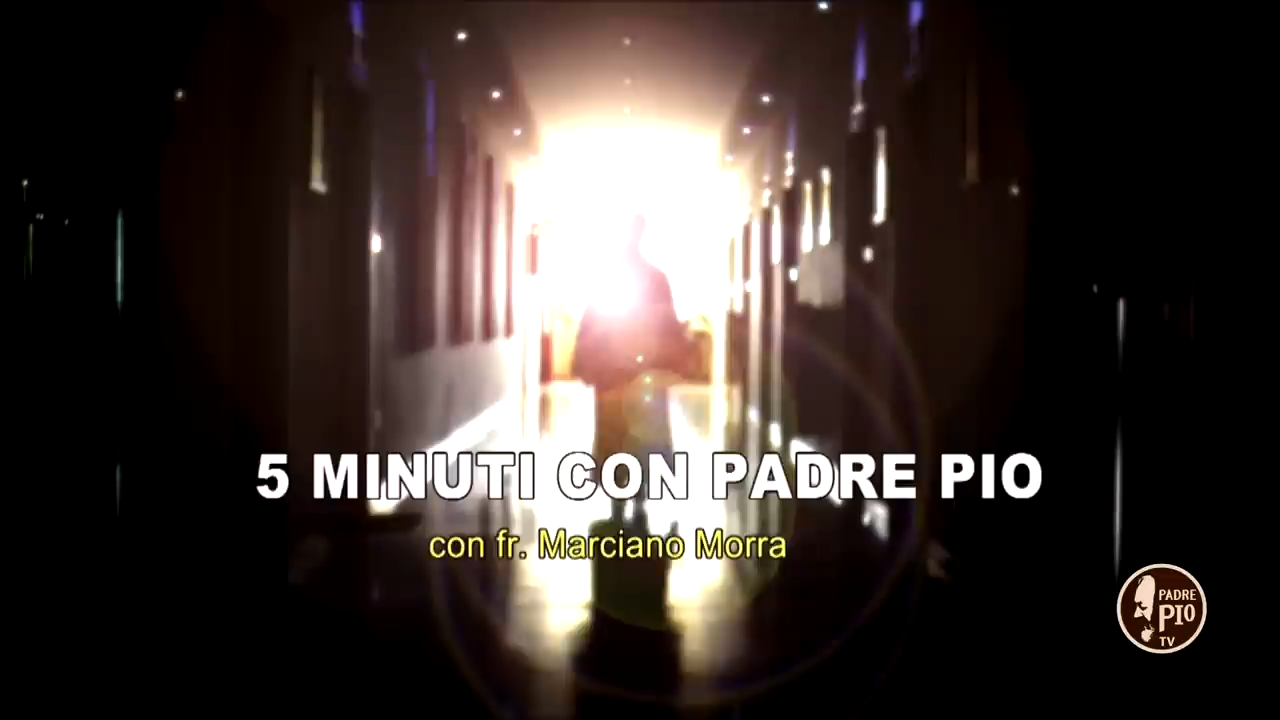 5 MINUTI CON PADRE PIO
con fr. Marciano Morra
PADRE
PIO
TV